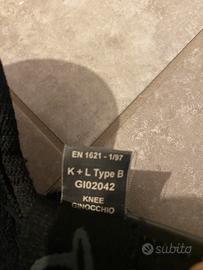 EN 1621 - 1/97
K + L Type B
GI02042
KNEE
GINOCCHIO
subito